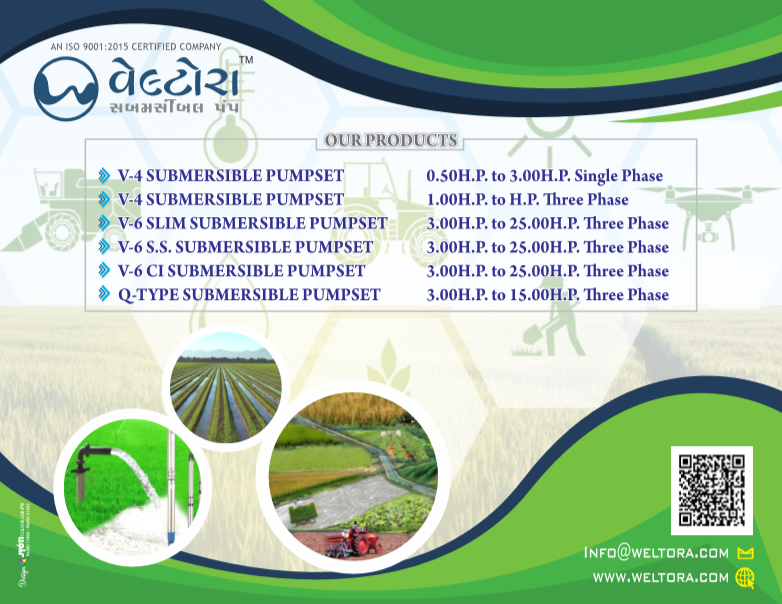 AN ISO 9001:2015 CERTIFIED COMPANY
વેલ્ટોરા TM
સબમર્સીબલ પંપ
OUR PRODUCTS
V-4 SUBMERSIBLE PUMPSET 0.50H.P. to 3.00H.P. Single Phase
V-4 SUBMERSIBLE PUMPSET 1.00H.P. to H.P. Three Phase
V-6 SLIM SUBMERSIBLE PUMPSET 3.00H.P. to 25.00H.P. Three Phase
V-6 S.S. SUBMERSIBLE PUMPSET 3.00H.P. to 25.00H.P. Three Phase
V-6 CI SUBMERSIBLE PUMPSET 3.00H.P. to 25.00H.P. Three Phase
Q-TYPE SUBMERSIBLE PUMPSET 3.00H.P. to 15.00H.P. Three Phase
INFO@WELTORA.COM
WWW.WELTORA.COM